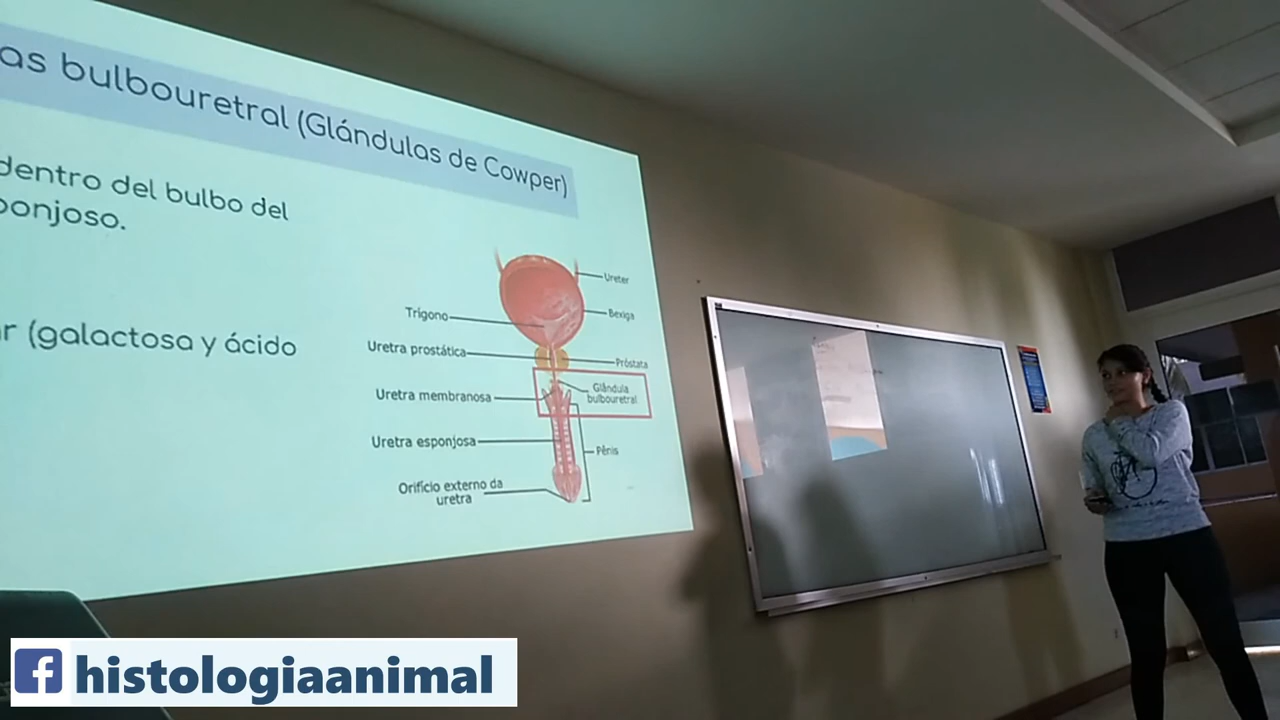 as bulbouretral (Glándulas de Cowper)
dentro del bulbo del
ponjoso.
r (galactosa y ácido
Ureter
Trígono
Bexiga
Uretra prostática
Próstata
Uretra membranosa
Glândula
bulbouretral
Uretra esponjosa
Pênis
Orifício externo da
uretra
histologiaanimal